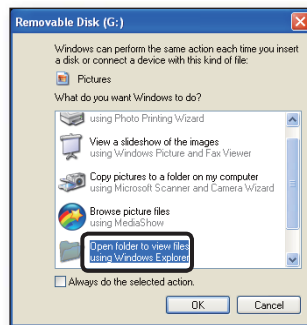 Removable Disk (G:)
Windows can perform the same action each time you insert
a disk or connect a device with this kind of file:
Pictures
What do you want Windows to do?
using Photo Printing Wizard
View a slideshow of the images
using Windows Picture and Fax Viewer
Copy pictures to a folder on my computer
using Microsoft Scanner and Camera Wizard
Browse picture files
using MediaShow
Open folder to view files
using Windows Explorer
Always do the selected action.
OK
Cancel